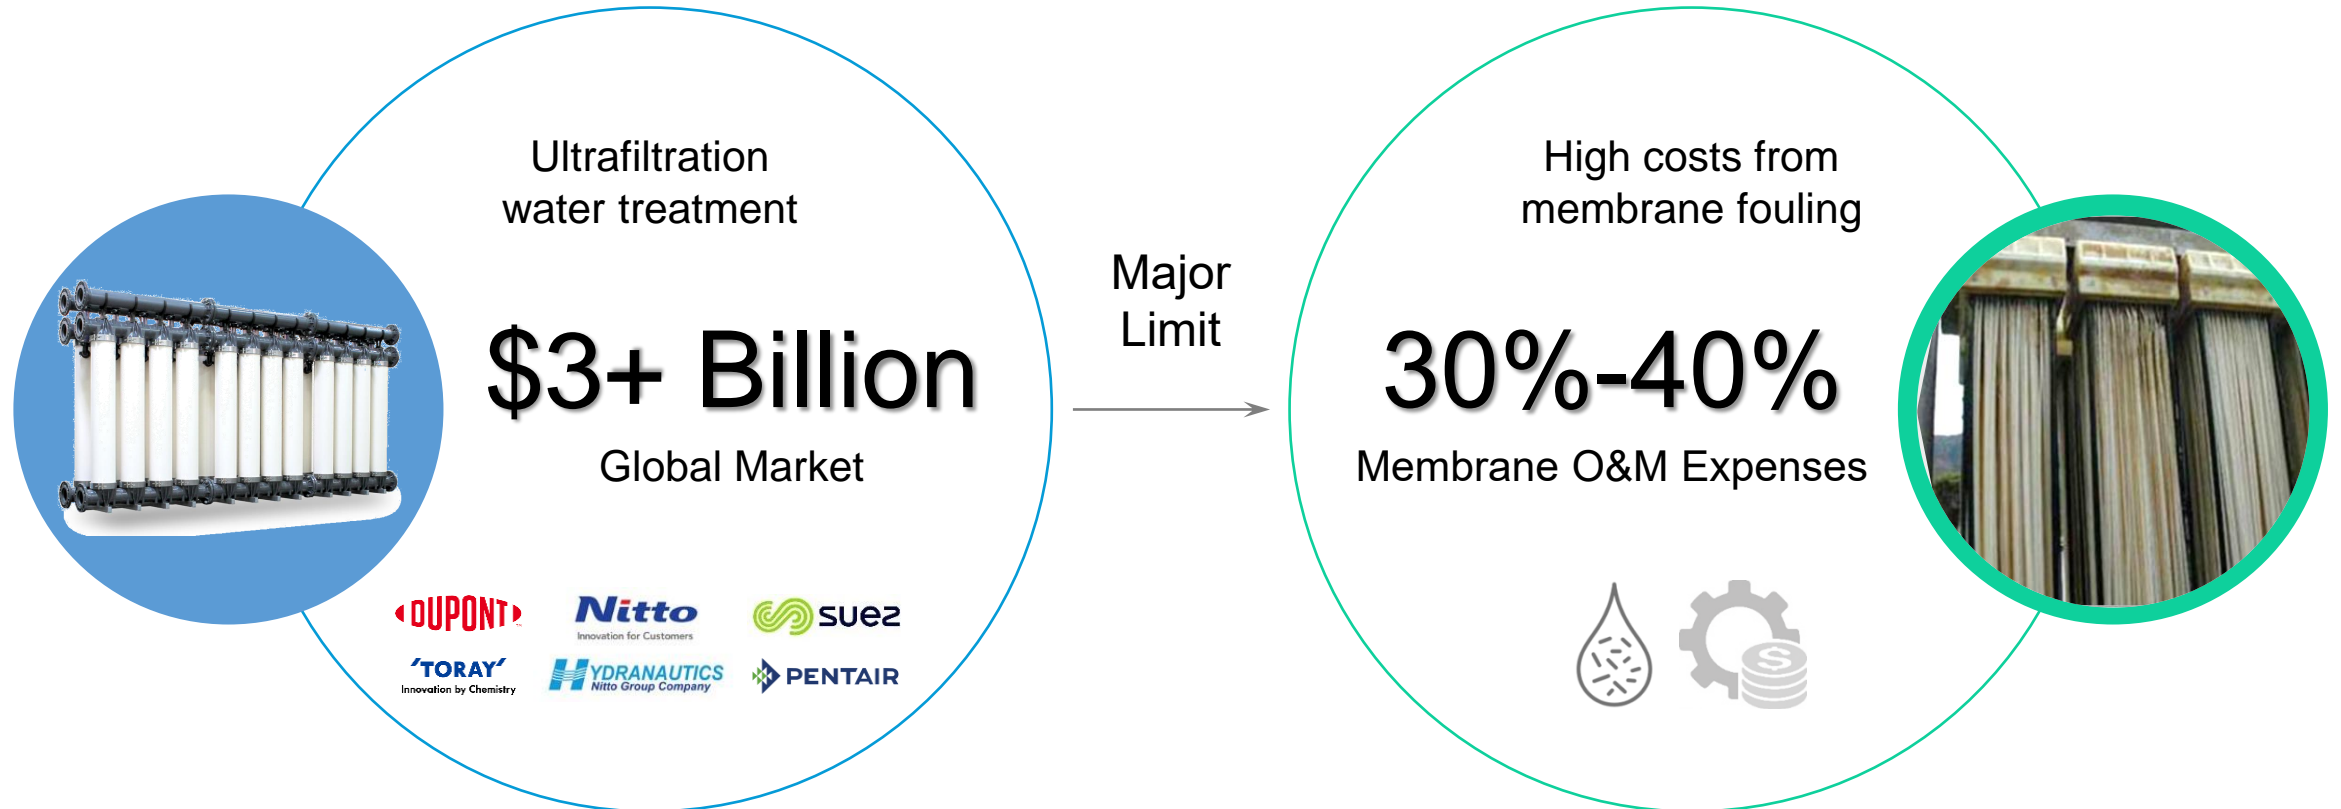 Ultrafiltration
water treatment
$3+ Billion
Global Market
DUPONT
Nitto
Innovation for Customers
suez
'TORAY'
Innovation by Chemistry
HYDRANAUTICS
Nitto Group Company
PENTAIR
Major
Limit
High costs from
membrane fouling
30%-40%
Membrane O&M Expenses
$